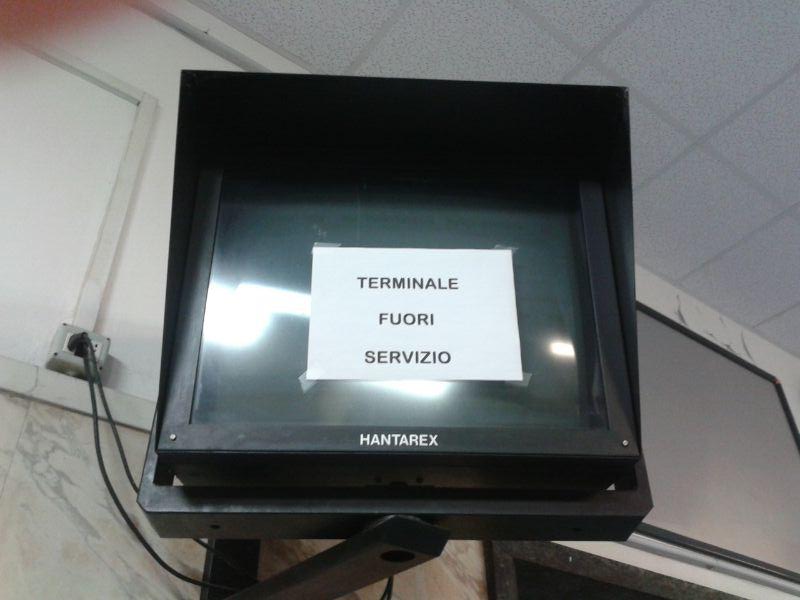 TERMINALE
FUORI
SERVIZIO
HANTAREX